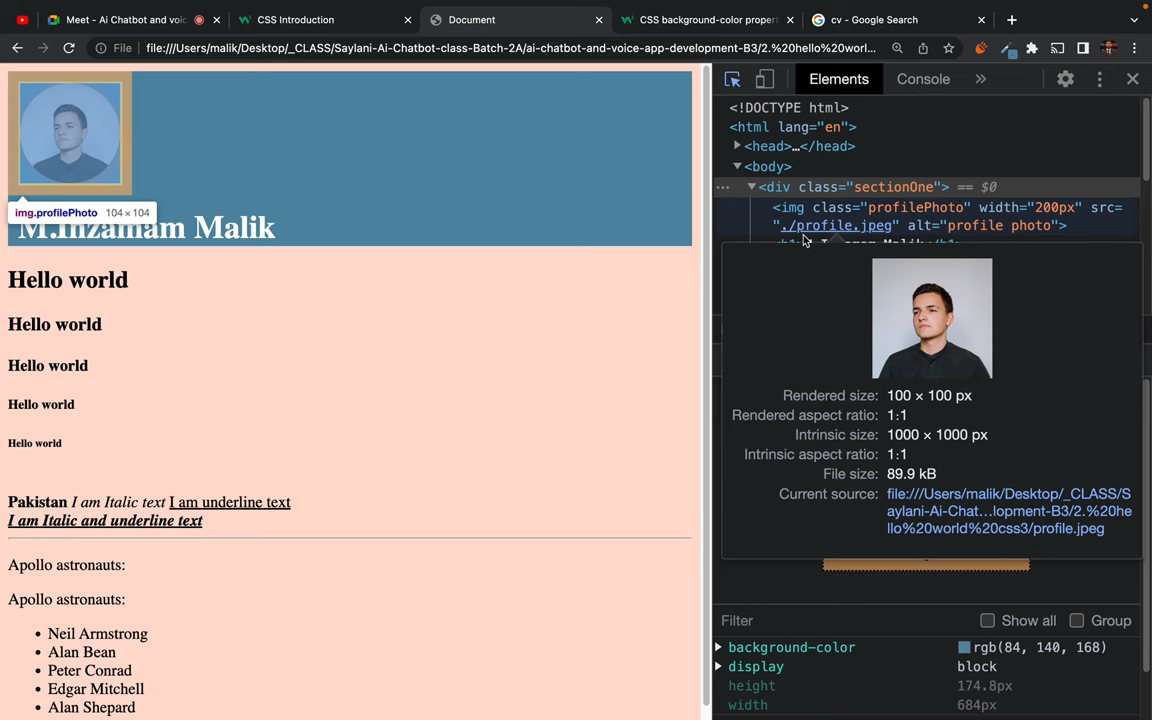 Meet - Ai Chatbot and voic
CSS Introduction
Document
CSS background-color propert
cv - Google Search
File
file:///Users/malik/Desktop/_CLASS/Saylani-Ai-Chatbot-class-Batch-2A/ai-chatbot-and-voice-app-development-B3/2.%20hello%20worl...
img.profilePhoto 104 × 104
M.Inzamam Malik
Hello world
Hello world
Hello world
Hello world
Hello world
Pakistan I am Italic text I am underline text
I am Italic and underline text
Apollo astronauts:
Apollo astronauts:
• Neil Armstrong
• Alan Bean
• Peter Conrad
• Edgar Mitchell
• Alan Shepard
Elements
Console
<!DOCTYPE html>
<html lang="en">
<head>…</head>
<body>
<div class="sectionOne"> == $0
<img class="profilePhoto" width="200px" src=
"./profile.jpeg" alt="profile photo">
Rendered size: 100 × 100 px
Rendered aspect ratio: 1:1
Intrinsic size: 1000 × 1000 px
Intrinsic aspect ratio: 1:1
File size: 89.9 kB
Current source: file:///Users/malik/Desktop/_CLASS/S
aylani-Ai-Chat…lopment-B3/2.%20he
llo%20world%20css3/profile.jpeg
Filter
Show all
Group
background-color rgb(84, 140, 168)
display block
height 174.8px
width 684px